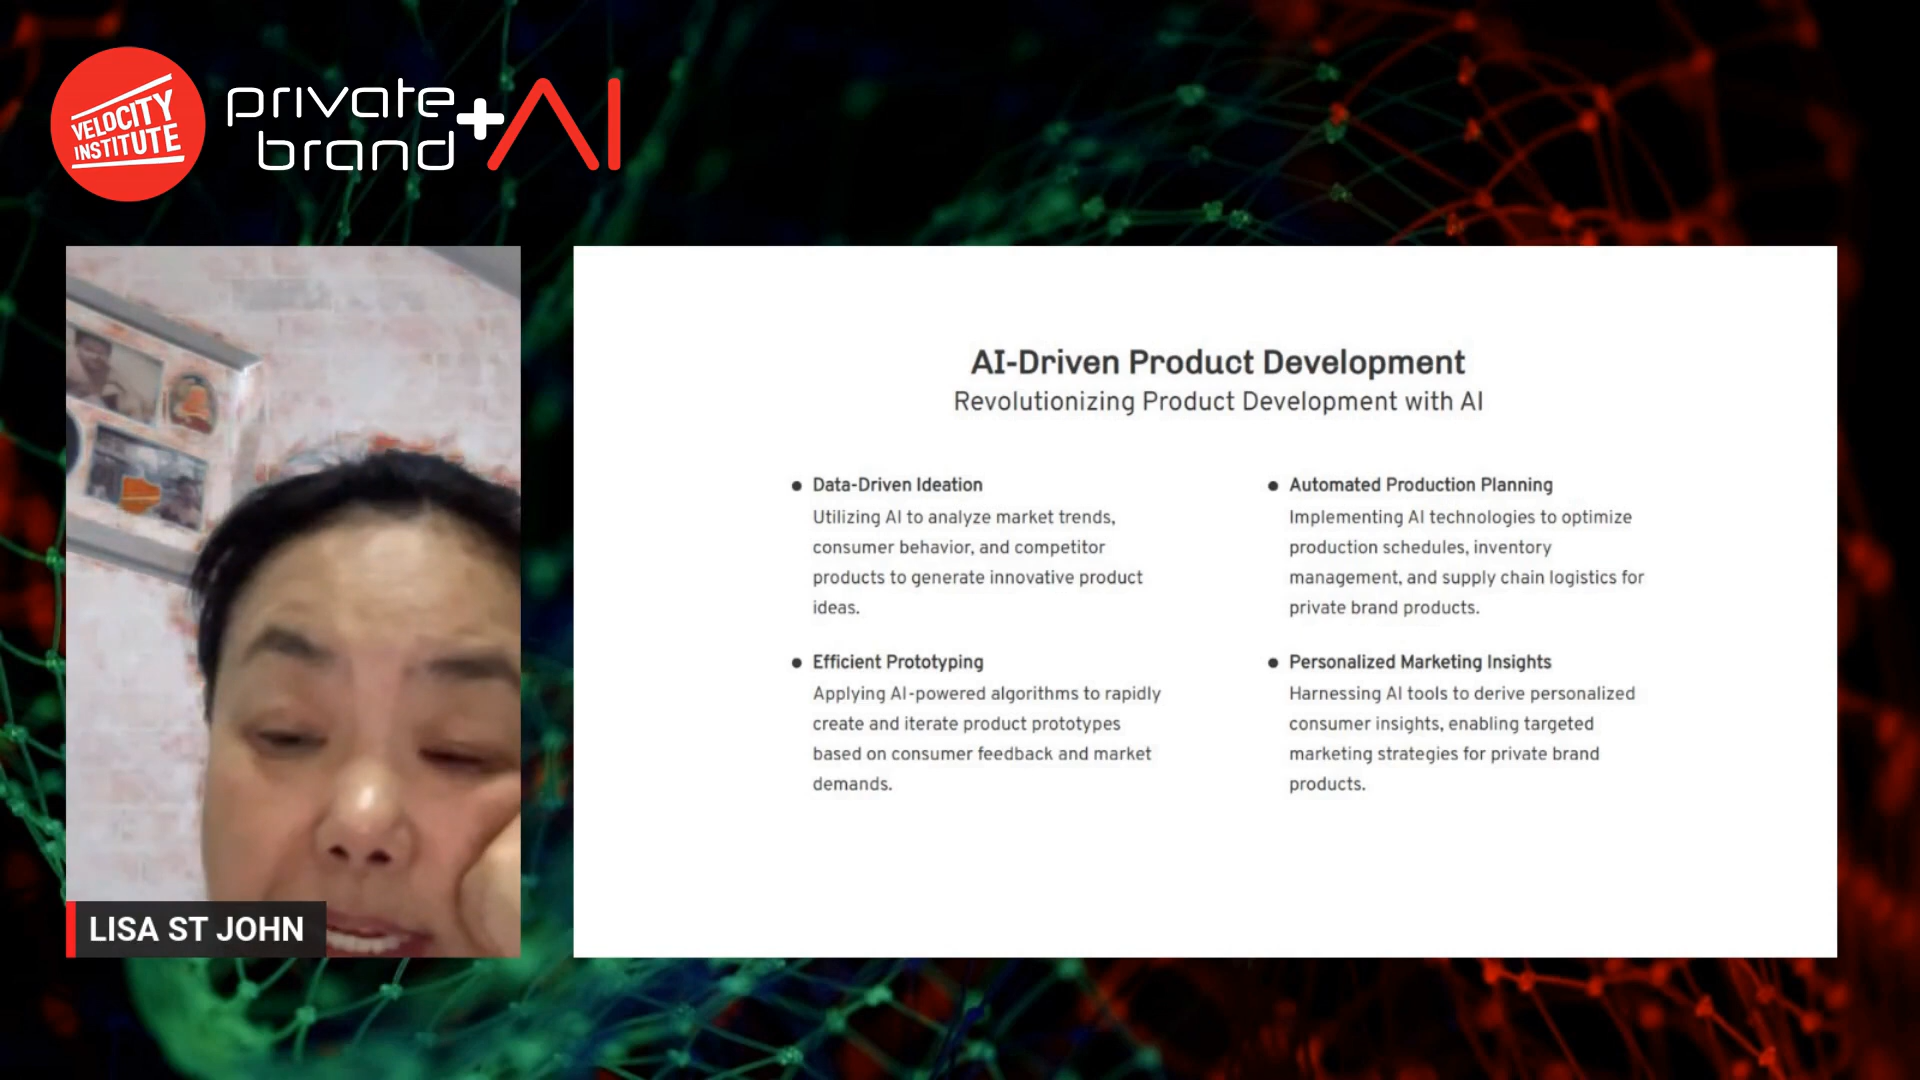 VELOCITY
INSTITUTE
private
brand
+AI
LISA ST JOHN
AI-Driven Product Development
Revolutionizing Product Development with AI
● Data-Driven Ideation
Utilizing AI to analyze market trends,
consumer behavior, and competitor
products to generate innovative product
ideas.
● Efficient Prototyping
Applying AI-powered algorithms to rapidly
create and iterate product prototypes
based on consumer feedback and market
demands.
● Automated Production Planning
Implementing AI technologies to optimize
production schedules, inventory
management, and supply chain logistics for
private brand products.
● Personalized Marketing Insights
Harnessing AI tools to derive personalized
consumer insights, enabling targeted
marketing strategies for private brand
products.